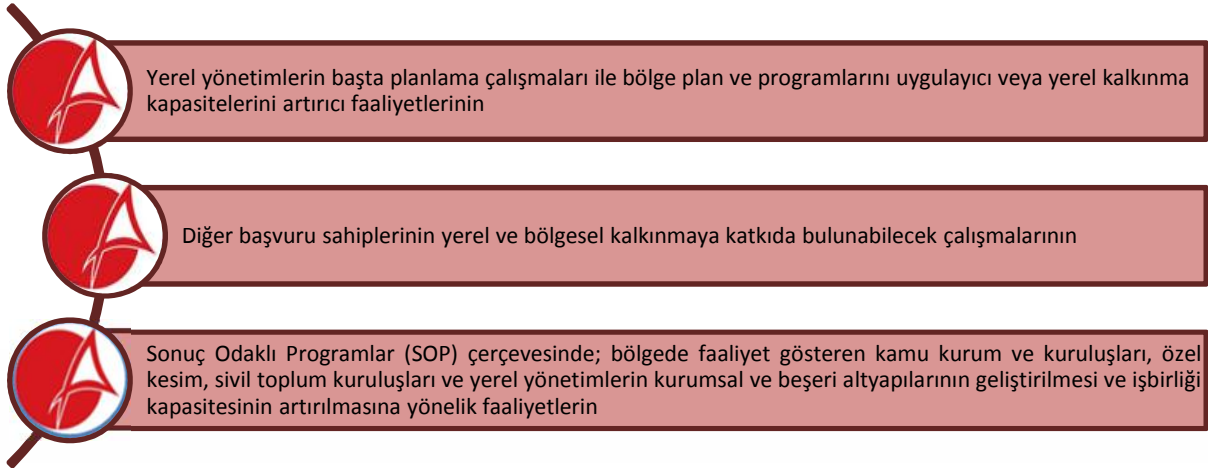 Yerel yönetimlerin başta planlama çalışmaları ile bölge plan ve programlarını uygulayıcı veya yerel kalkınma
kapasitelerini artırıcı faaliyetlerinin
Diğer başvuru sahiplerinin yerel ve bölgesel kalkınmaya katkıda bulunabilecek çalışmalarının
Sonuç Odaklı Programlar (SOP) çerçevesinde; bölgede faaliyet gösteren kamu kurum ve kuruluşları, özel
kesim, sivil toplum kuruluşları ve yerel yönetimlerin kurumsal ve beşeri altyapılarının geliştirilmesi ve işbirliği
kapasitesinin artırılmasına yönelik faaliyetlerin